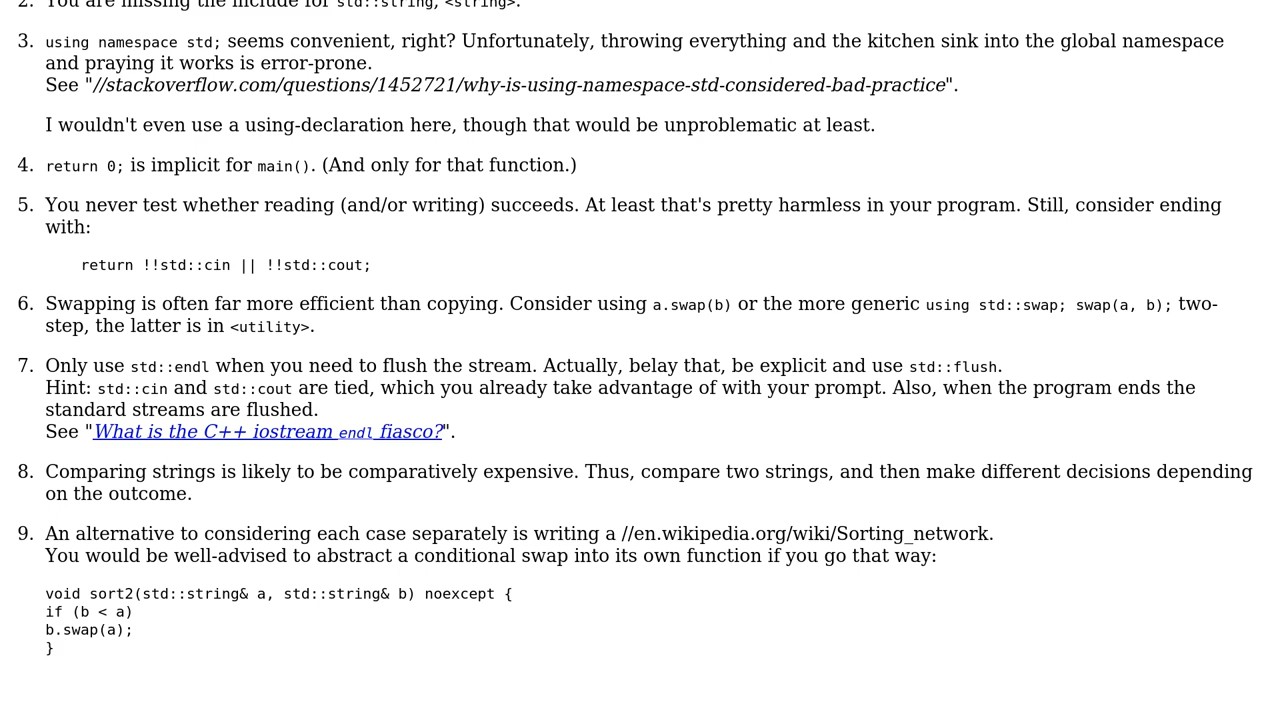 2. You are missing the include for std::string, <string>.
3. using namespace std; seems convenient, right? Unfortunately, throwing everything and the kitchen sink into the global namespace
and praying it works is error-prone.
See "//stackoverflow.com/questions/1452721/why-is-using-namespace-std-considered-bad-practice".
I wouldn't even use a using-declaration here, though that would be unproblematic at least.
4. return 0; is implicit for main(). (And only for that function.)
5. You never test whether reading (and/or writing) succeeds. At least that's pretty harmless in your program. Still, consider ending
with:
return !!std::cin || !!std::cout;
6. Swapping is often far more efficient than copying. Consider using a.swap(b) or the more generic using std::swap; swap(a, b); two-
step, the latter is in <utility>.
7. Only use std::endl when you need to flush the stream. Actually, belay that, be explicit and use std::flush.
Hint: std::cin and std::cout are tied, which you already take advantage of with your prompt. Also, when the program ends the
standard streams are flushed.
See "What is the C++ iostream endl fiasco?".
8. Comparing strings is likely to be comparatively expensive. Thus, compare two strings, and then make different decisions depending
on the outcome.
9. An alternative to considering each case separately is writing a //en.wikipedia.org/wiki/Sorting_network.
You would be well-advised to abstract a conditional swap into its own function if you go that way:
void sort2(std::string& a, std::string& b) noexcept {
if (b < a)
b.swap(a);
}